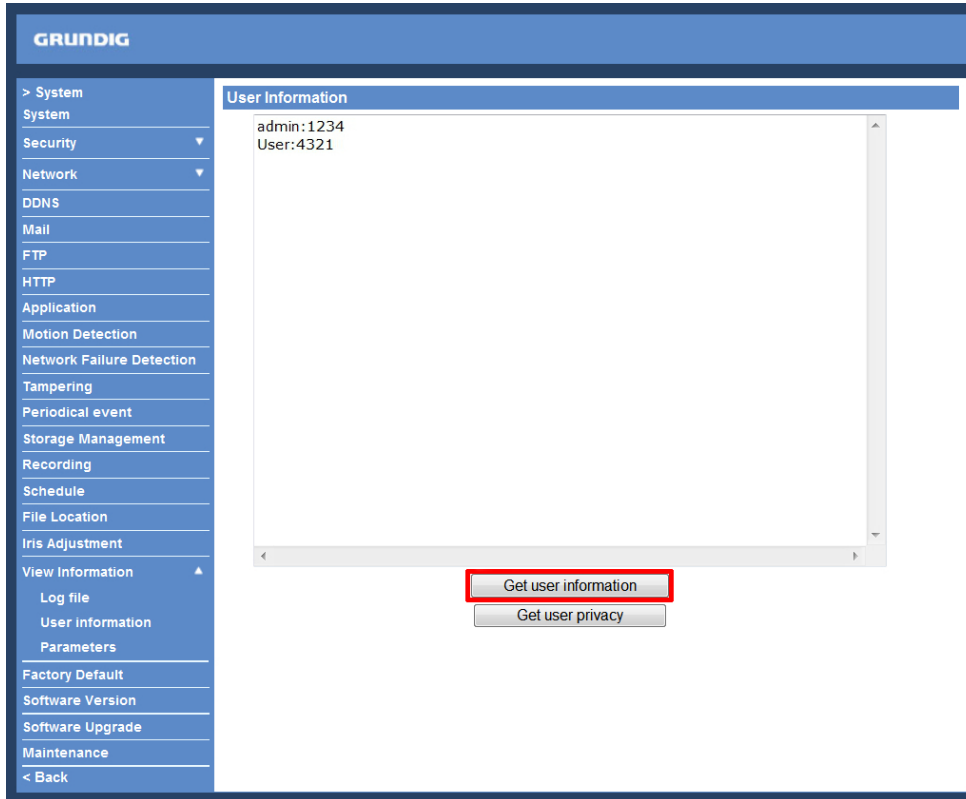 GRUNDIG
> System
System
Security
Network
DDNS
Mail
FTP
HTTP
Application
Motion Detection
Network Failure Detection
Tampering
Periodical event
Storage Management
Recording
Schedule
File Location
Iris Adjustment
View Information
Log file
User information
Parameters
Factory Default
Software Version
Software Upgrade
Maintenance
< Back
User Information
admin:1234
User:4321
Get user information
Get user privacy